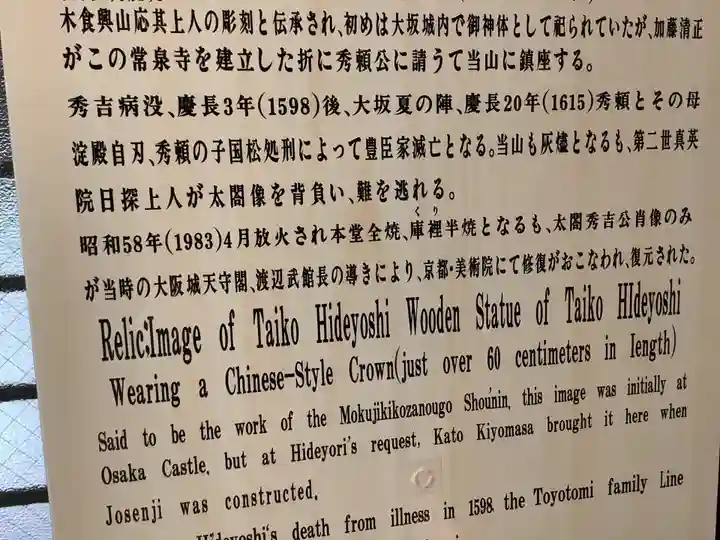 木食興山応其上人の彫刻と伝承され、初めは大坂城内で御神体として祀られていたが、加藤清正
がこの常泉寺を建立した折に秀頼公に請うて当山に鎮座する。
秀吉病没、慶長3年(1598)後、大坂夏の陣、慶長20年(1615)秀頼とその母
淀殿自刃、秀頼の子国松処刑によって豊臣家滅亡となる。当山も灰燼となるも、第二世真英
院日探上人が太閤像を背負い、難を逃れる。
くり
昭和58年(1983)4月放火され本堂全焼、庫裡半焼となるも、太閤秀吉公肖像のみ
が当時の大阪城天守閣、渡辺武館長の導きにより、京都・美術院にて修復がおこなわれ、復元された。
Relic:Image of Taiko Hideyoshi Wooden Statue of Taiko HIdeyoshi
Wearing a Chinese-Style Crown(just over 60 centimeters in Iength)
Said to be the work of the Mokujikikozanougo Shou'nin, this image was initially at
Osaka Castle, but at Hideyori's request, Kato Kiyomasa brought it here when
Josenji was constructed.
Hideyoshi's death from illness in 1598 the Toyotomi family Line